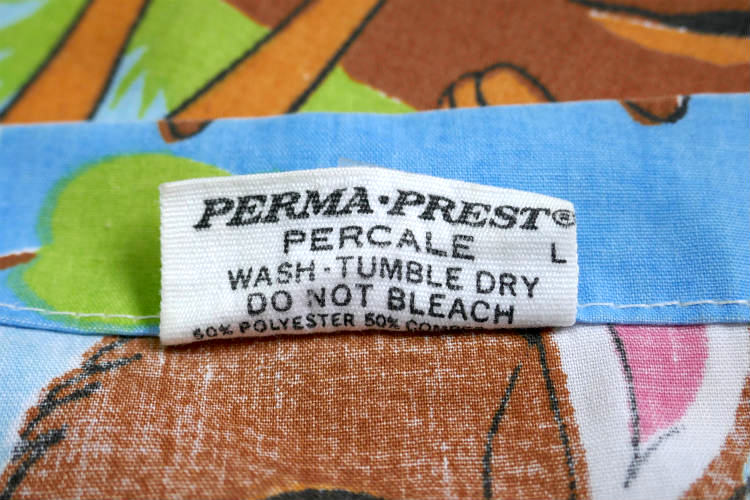 PERMA·PREST®
PERCALE L
WASH·TUMBLE DRY
DO NOT BLEACH
50% POLYESTER 50%